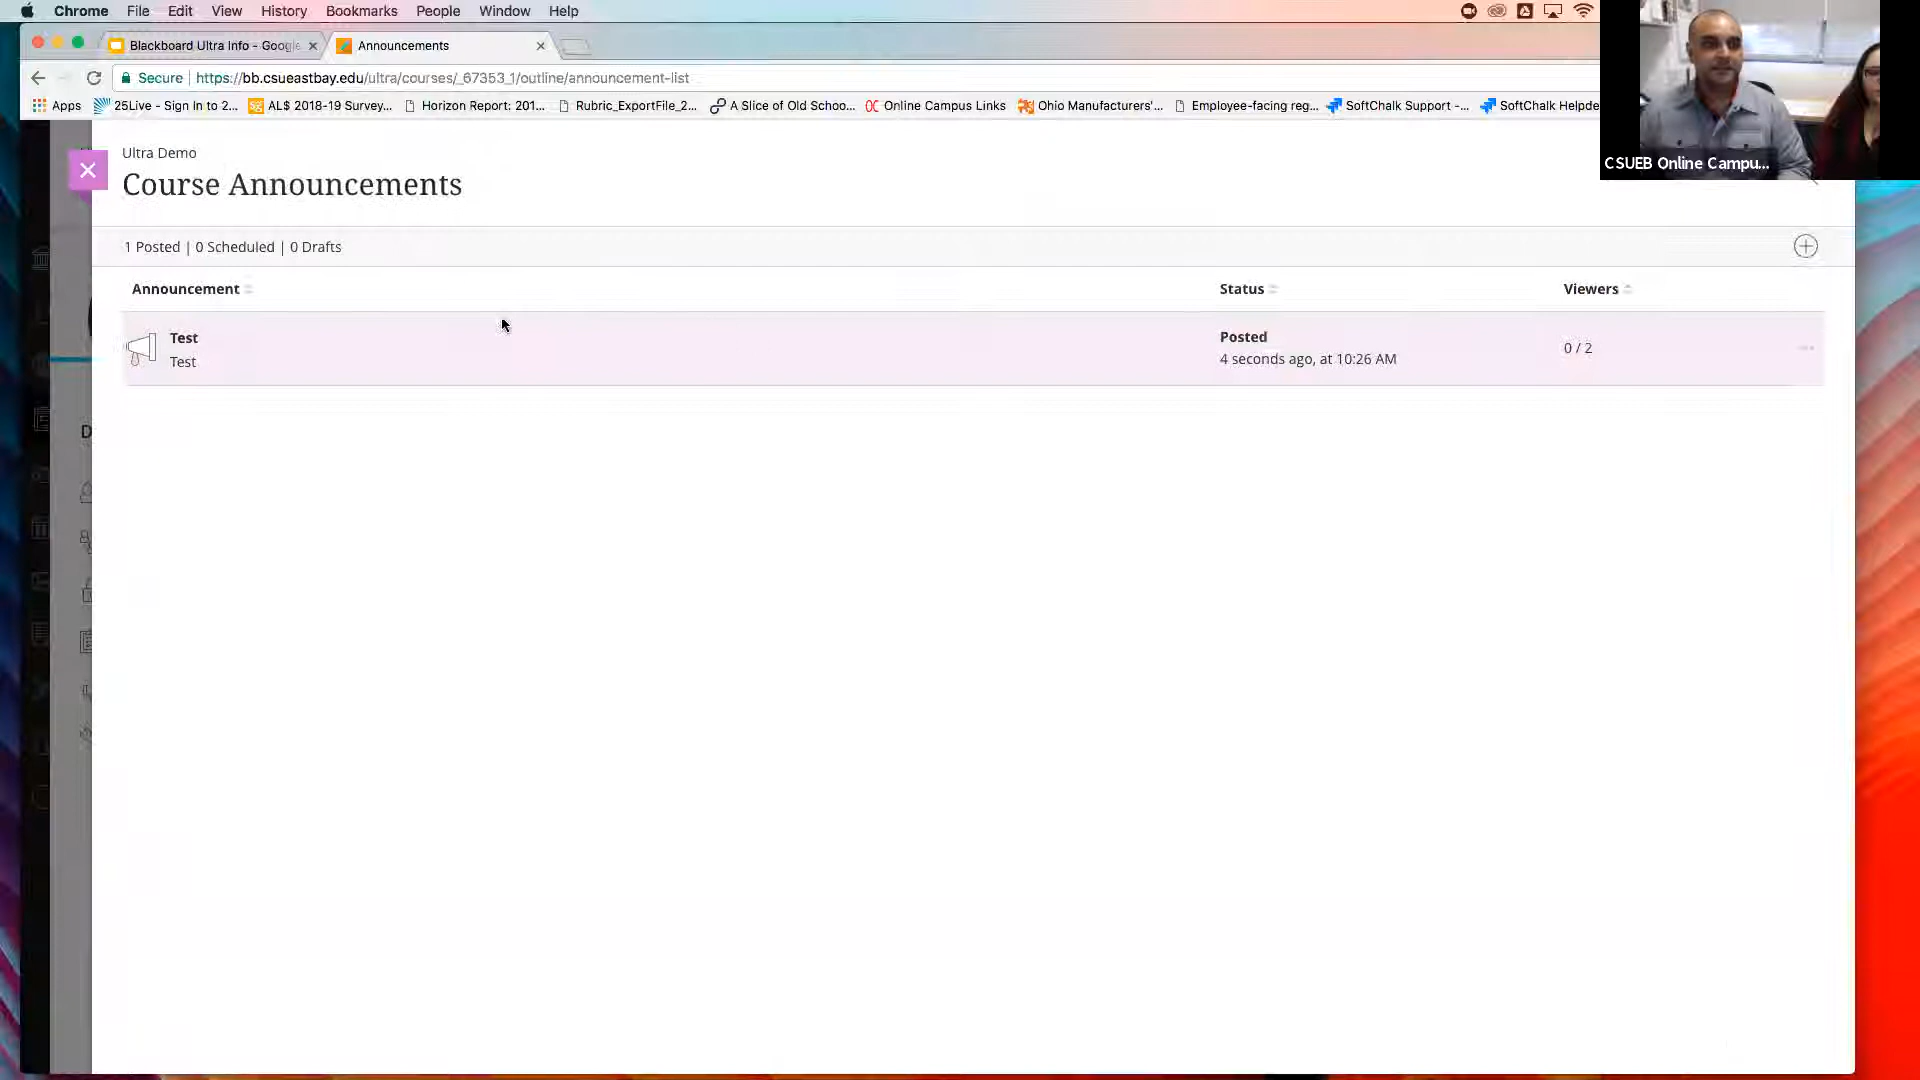 Chrome File Edit View History Bookmarks People Window Help
Blackboard Ultra Info - Google
Announcements
Secure https://bb.csueastbay.edu/ultra/courses/_67353_1/outline/announcement-list
Apps 25Live - Sign In to 2... AL$ 2018-19 Survey... Horizon Report: 201... Rubric_ExportFile_2... A Slice of Old Schoo... Online Campus Links Ohio Manufacturers'... Employee-facing reg... SoftChalk Support -... SoftChalk Helpde
CSUEB Online Campu...
Ultra Demo
Course Announcements
1 Posted | 0 Scheduled | 0 Drafts
Announcement Status Viewers
Test
Test
Posted
4 seconds ago, at 10:26 AM
0 / 2
D